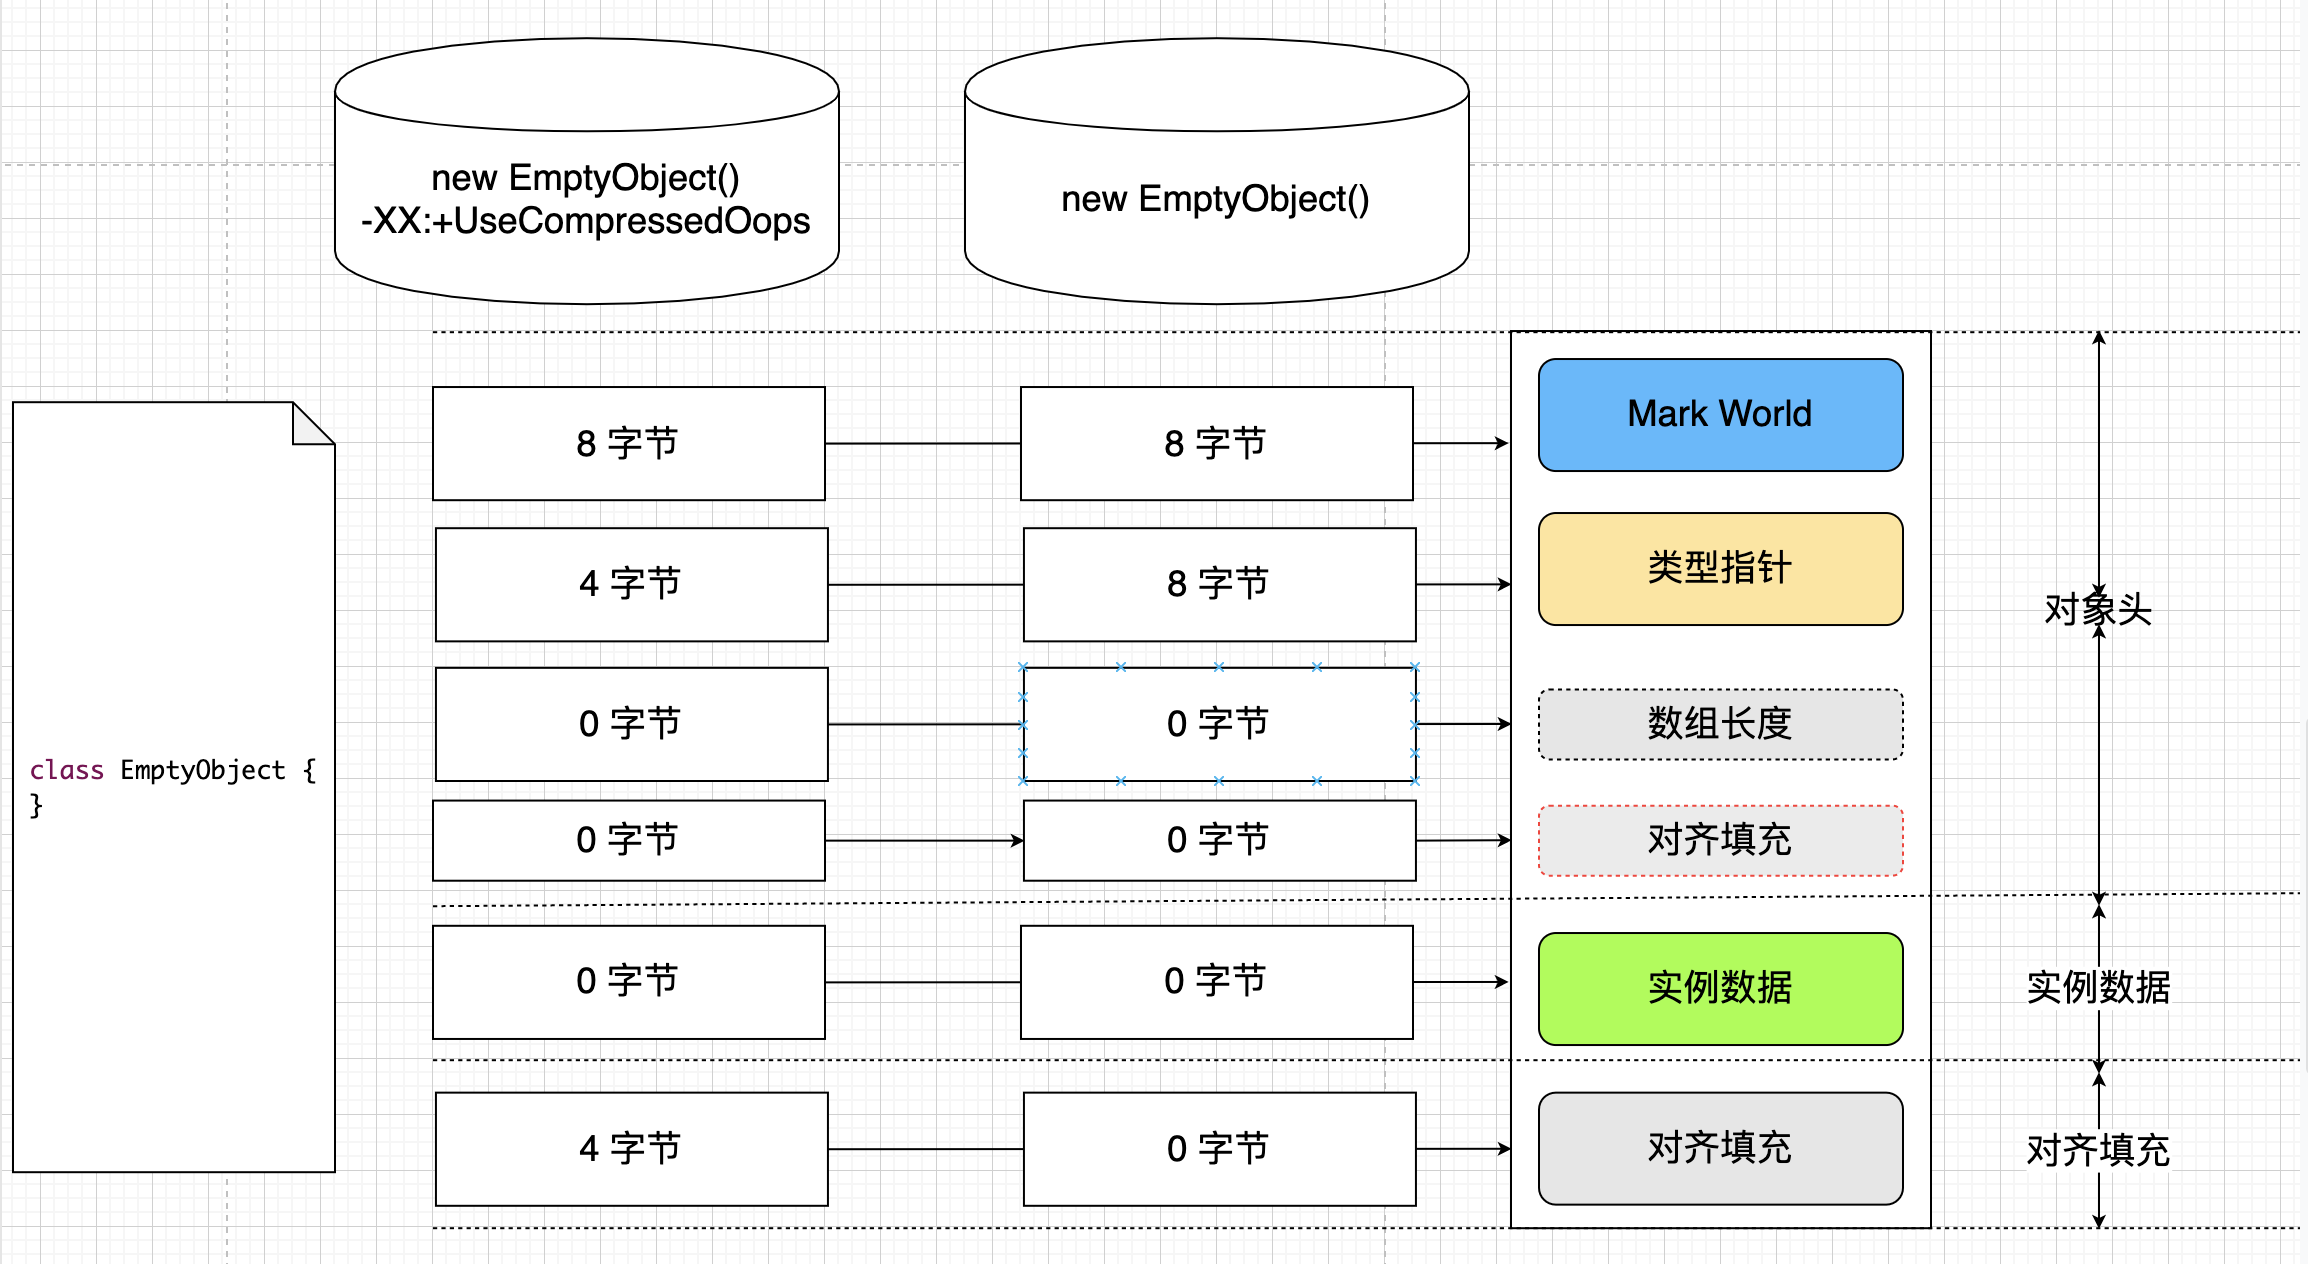 new EmptyObject()
-XX:+UseCompressedOops
new EmptyObject()
class EmptyObject {
}
8 字节
8 字节
Mark World
4 字节
8 字节
类型指针
对象头
0 字节
0 字节
数组长度
0 字节
0 字节
对齐填充
0 字节
0 字节
实例数据
实例数据
4 字节
0 字节
对齐填充
对齐填充